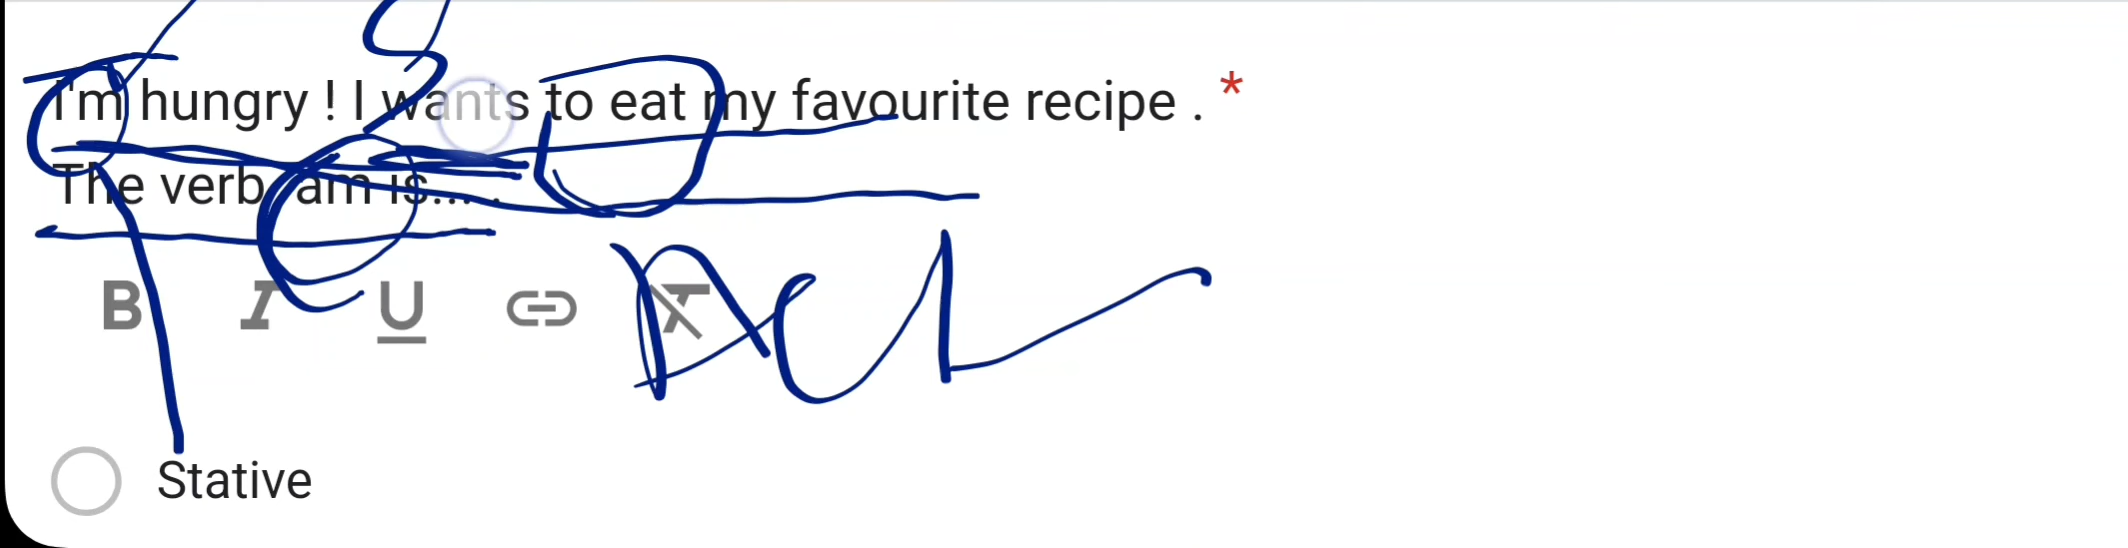 I'm hungry ! I wants to eat my favourite recipe . *
The verb am is.... .
B I U
Stative